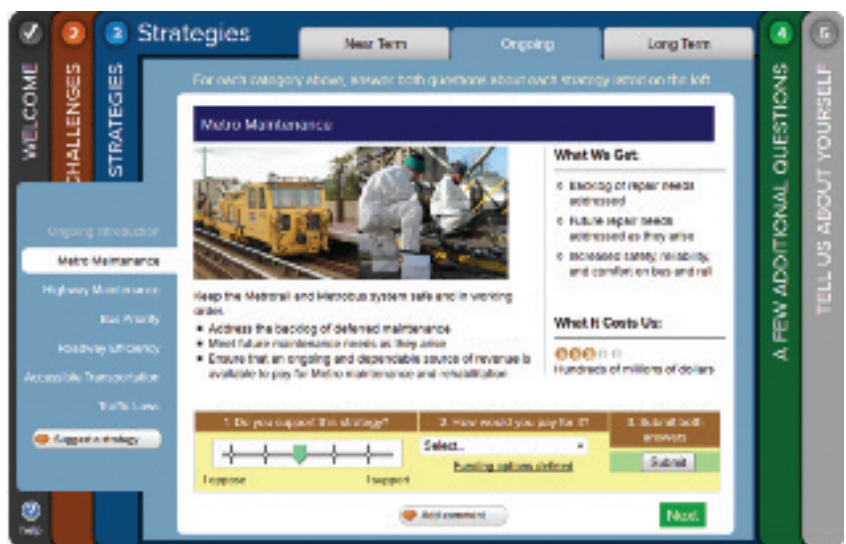 WELCOME
2
CHALLENGES
3
STRATEGIES
Strategies
Near Term
Ongoing
Long Term
For each category above, answer both questions about each strategy listed on the left
Ongoing Introduction
Metro Maintenance
Highway Maintenance
Bus Priority
Roadway Efficiency
Accessible Transportation
Traffic Laws
Suggest a strategy
help
Metro Maintenance
Keep the Metrorail and Metrobus system safe and in working
order.
Address the backlog of deferred maintenance
Meet future maintenance needs as they arise
Ensure that an ongoing and dependable source of revenue is
available to pay for Metro maintenance and rehabilitation
What We Get:
Backlog of repair needs
addressed
Future repair needs
addressed as they arise
Increased safety, reliability,
and comfort on bus and rail
What It Costs Us:
Hundreds of millions of dollars
1. Do you support this strategy?
I oppose
I support
2. How would you pay for it?
Select...
Funding options defined
3. Submit both
answers
Submit
Add comment
Next
4
A FEW ADDITIONAL QUESTIONS
5
TELL US ABOUT YOURSELF